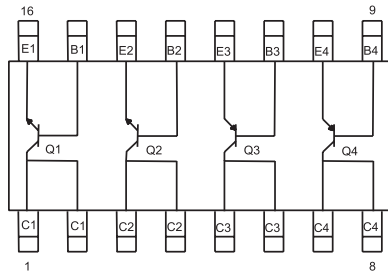 16 9
E1 B1 E2 B2 E3 B3 E4 B4
Q1 Q2 Q3 Q4
C1 C1 C2 C2 C3 C3 C4 C4
1 8